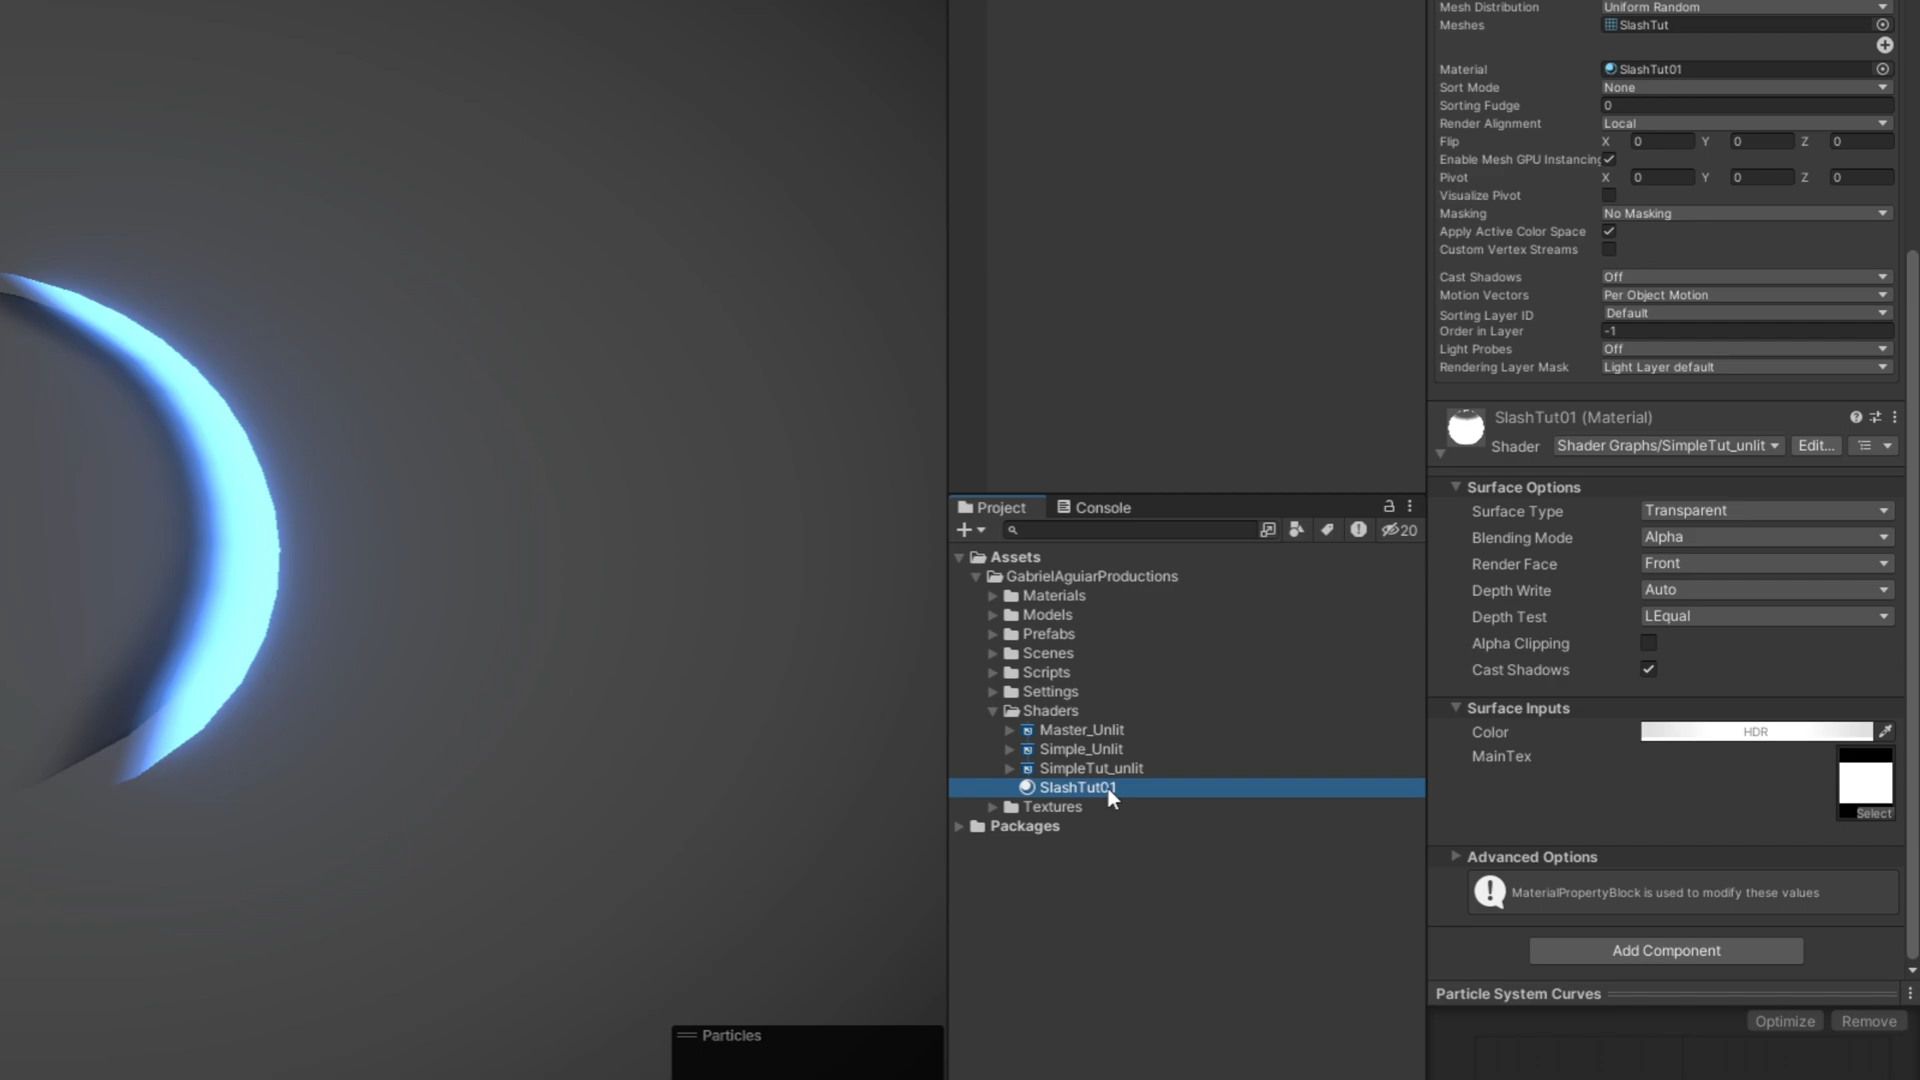 Mesh Distribution Uniform Random
Meshes SlashTut
Material SlashTut01
Sort Mode None
Sorting Fudge 0
Render Alignment Local
Flip X 0 Y 0 Z 0
Enable Mesh GPU Instancing
Pivot X 0 Y 0 Z 0
Visualize Pivot
Masking No Masking
Apply Active Color Space
Custom Vertex Streams
Cast Shadows Off
Motion Vectors Per Object Motion
Sorting Layer ID Default
Order in Layer -1
Light Probes Off
Rendering Layer Mask Light Layer default
SlashTut01 (Material)
Shader Shader Graphs/SimpleTut_unlit Edit...
Surface Options
Surface Type Transparent
Blending Mode Alpha
Render Face Front
Depth Write Auto
Depth Test LEqual
Alpha Clipping
Cast Shadows
Surface Inputs
Color HDR
MainTex
Select
Advanced Options
MaterialPropertyBlock is used to modify these values
Add Component
Particle System Curves
Optimize Remove
Project Console
20
Assets
GabrielAguiarProductions
Materials
Models
Prefabs
Scenes
Scripts
Settings
Shaders
Master_Unlit
Simple_Unlit
SimpleTut_unlit
SlashTut01
Textures
Packages
Particles